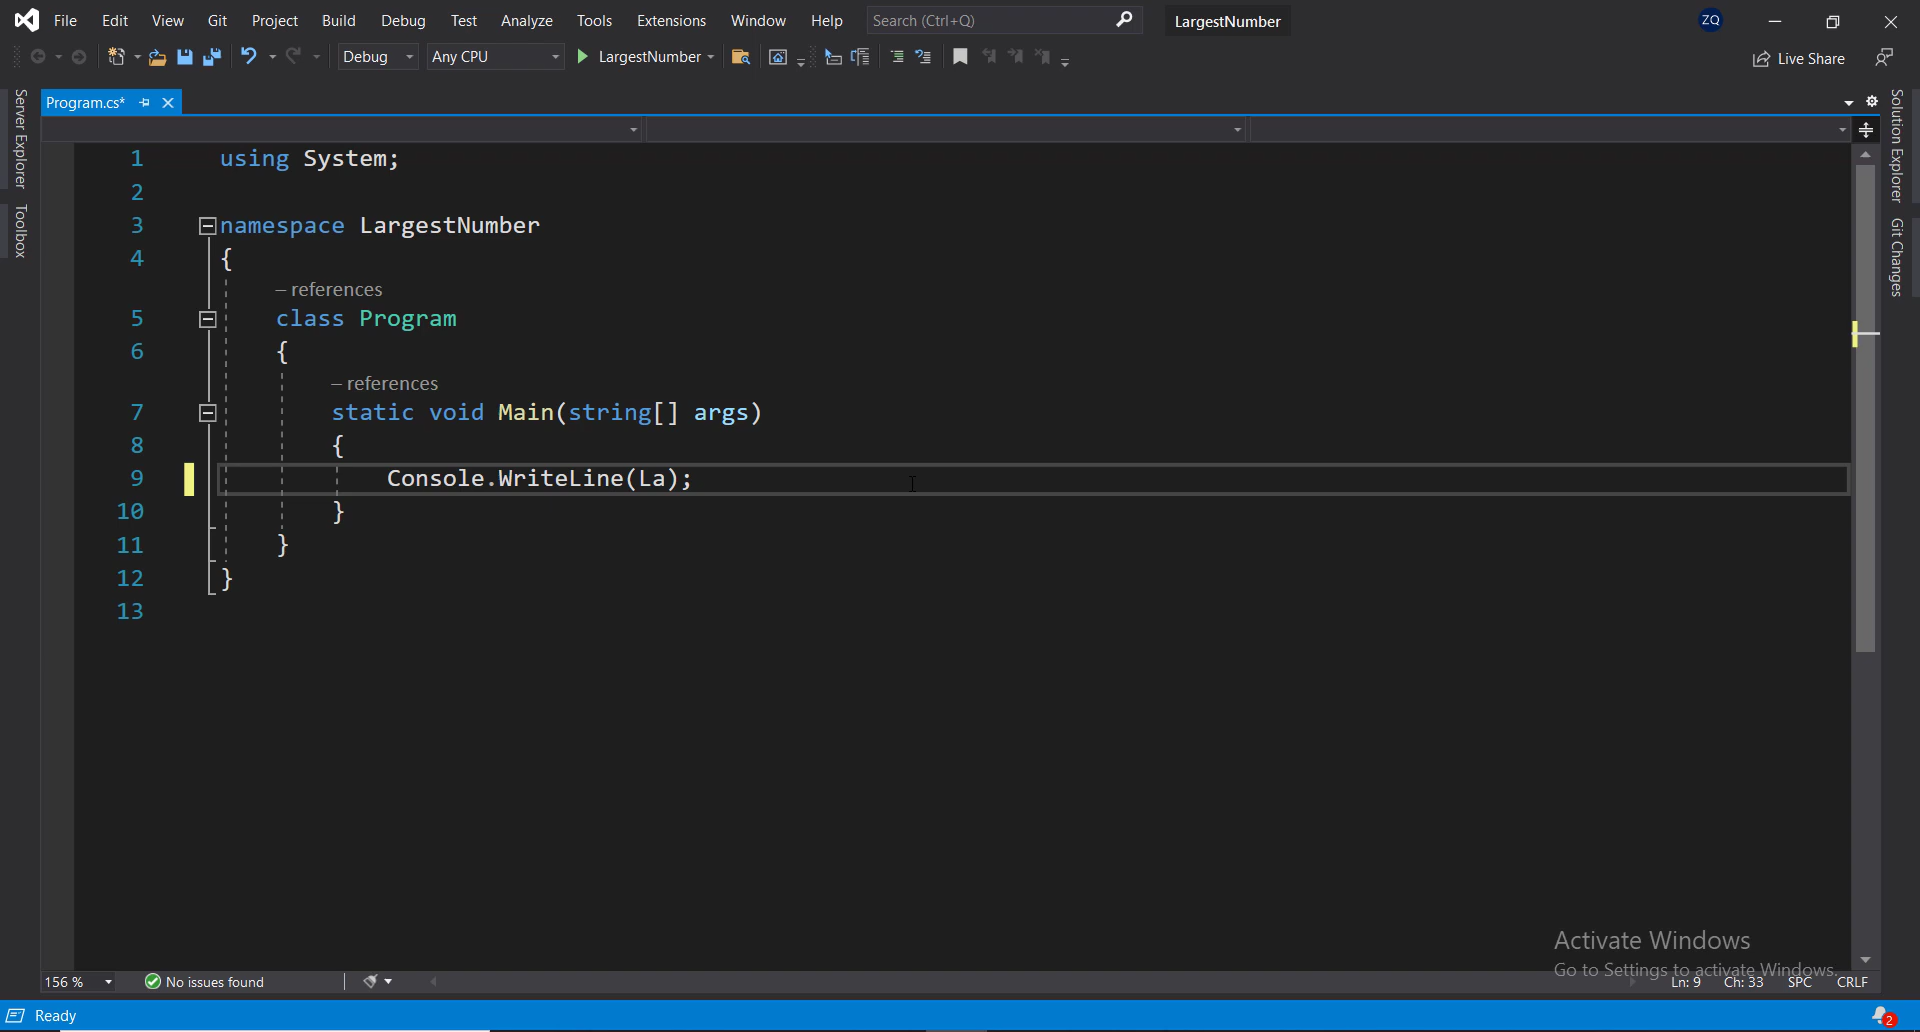 File Edit View Git Project Build Debug Test Analyze Tools Extensions Window Help Search (Ctrl+Q) LargestNumber ZQ
Debug Any CPU LargestNumber Live Share
Program.cs*
Server Explorer
Toolbox
Solution Explorer
Git Changes
1 using System;
2
3 namespace LargestNumber
4 {
– references
5 class Program
6 {
– references
7 static void Main(string[] args)
8 {
9 Console.WriteLine(La);
10 }
11 }
12 }
13
Activate Windows
Go to Settings to activate Windows.
156 % No issues found Ln: 9 Ch: 33 SPC CRLF
Ready 2